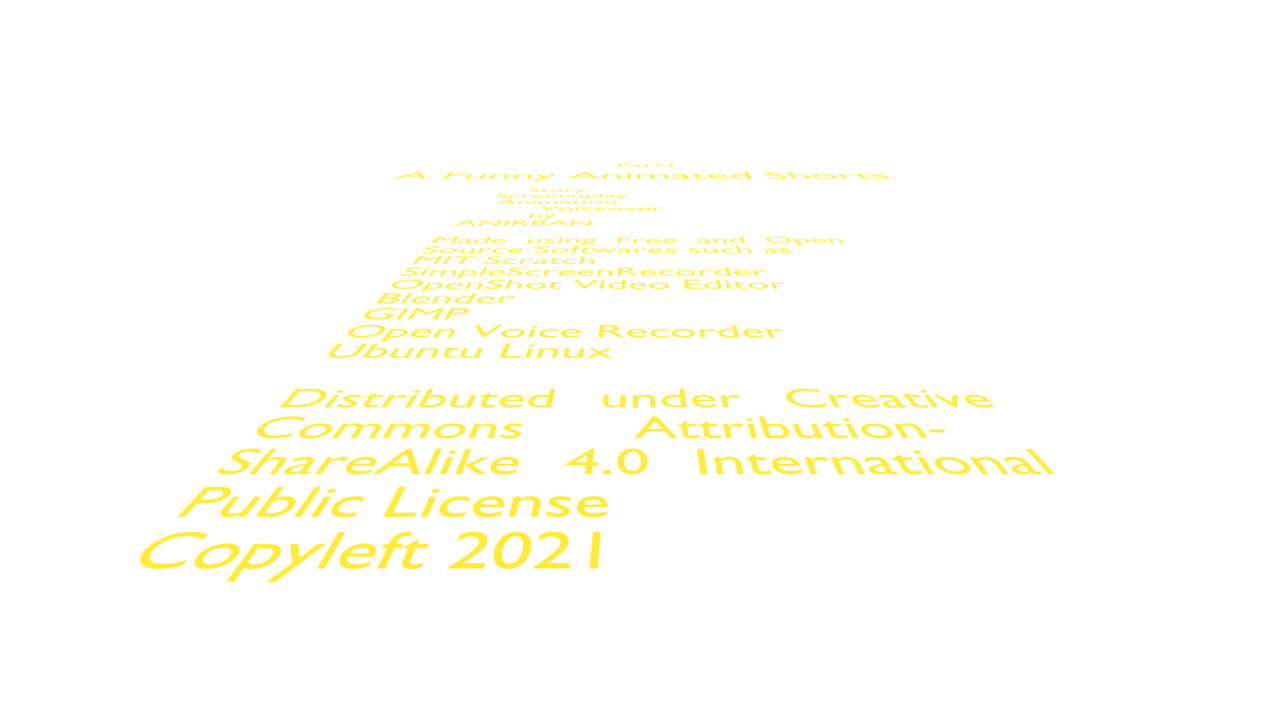 Part1
A Funny Animated Shorts
Story
Screeenplay
Animation
Voiceover
by
ANIRBAN
Made using Free and Open
Source Softwares such as
MIT Scratch
SimpleScreenRecorder
OpenShot Video Editor
Blender
GIMP
Open Voice Recorder
Ubuntu Linux
Distributed under Creative
Commons Attribution-
ShareAlike 4.0 International
Public License
Copyleft 2021